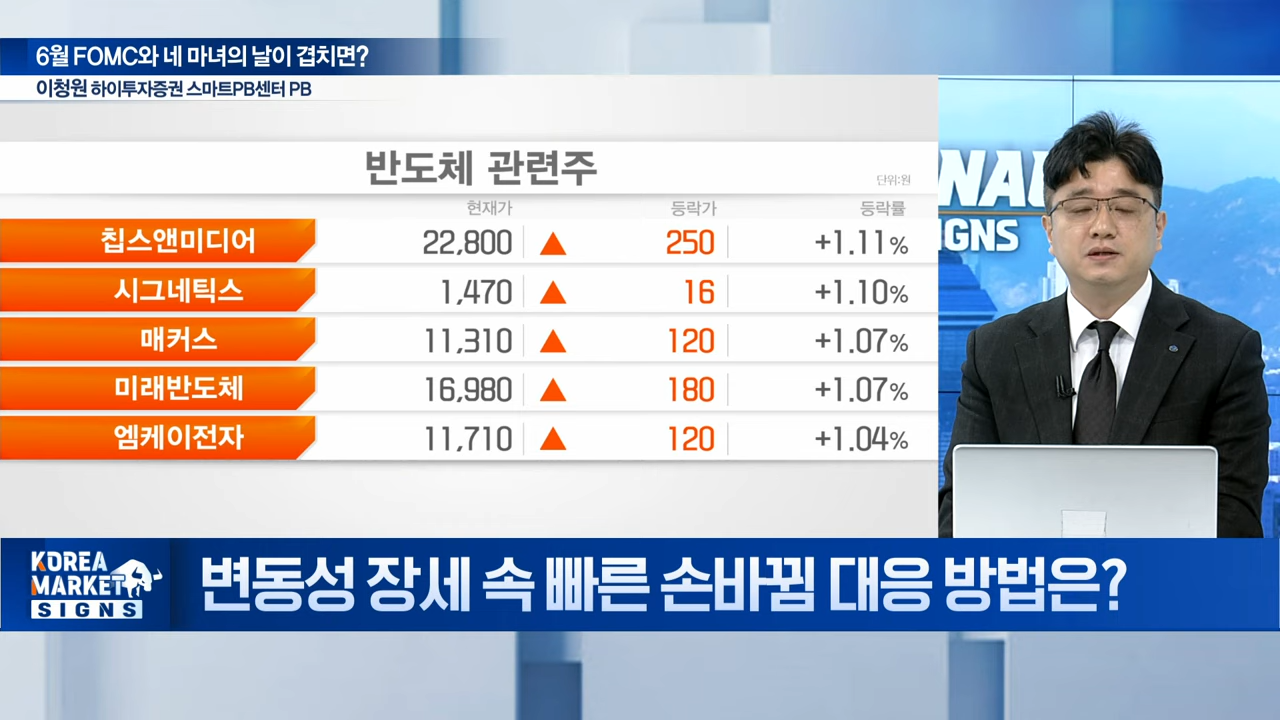 6월 FOMC와 네 마녀의 날이 겹치면?
이청원 하이투자증권 스마트PB센터 PB
반도체 관련주
단위:원
현재가 등락가 등락률
칩스앤미디어 22,800 ▲ 250 +1.11%
시그네틱스 1,470 ▲ 16 +1.10%
매커스 11,310 ▲ 120 +1.07%
미래반도체 16,980 ▲ 180 +1.07%
엠케이전자 11,710 ▲ 120 +1.04%
KOREA
MARKET
SIGNS
변동성 장세 속 빠른 손바뀜 대응 방법은?